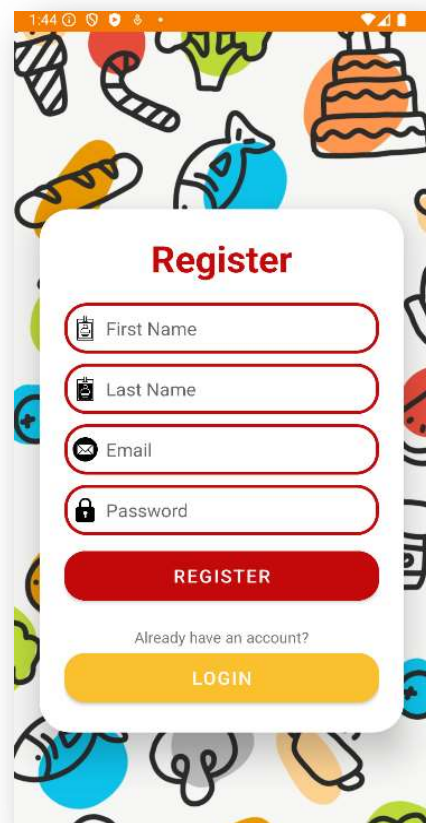 1:44
Register
First Name
Last Name
Email
Password
REGISTER
Already have an account?
LOGIN